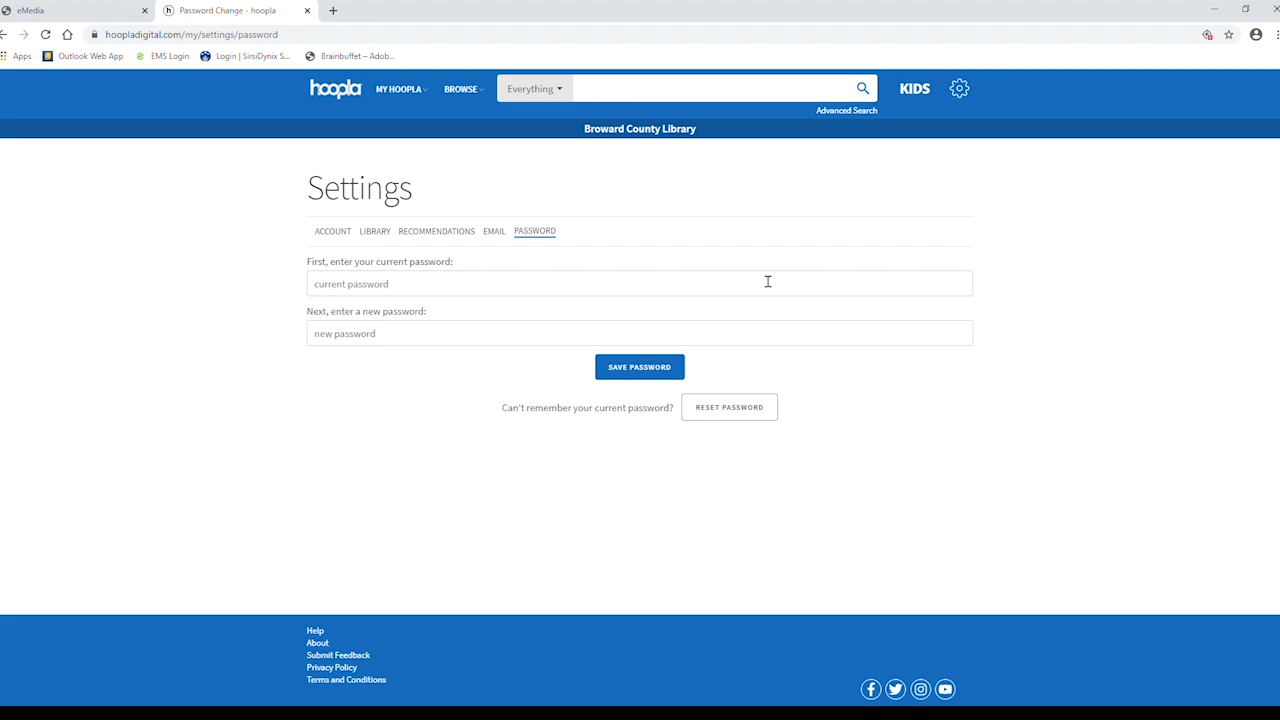 eMedia
Password Change - hoopla
hoopladigital.com/my/settings/password
Apps
Outlook Web App
EMS Login
Login | SirsiDynix S...
Brainbuffet – Adob...
hoopla
MY HOOPLA
BROWSE
Everything
KIDS
Advanced Search
Broward County Library
Settings
ACCOUNT
LIBRARY
RECOMMENDATIONS
EMAIL
PASSWORD
First, enter your current password:
current password
Next, enter a new password:
new password
SAVE PASSWORD
Can't remember your current password?
RESET PASSWORD
Help
About
Submit Feedback
Privacy Policy
Terms and Conditions